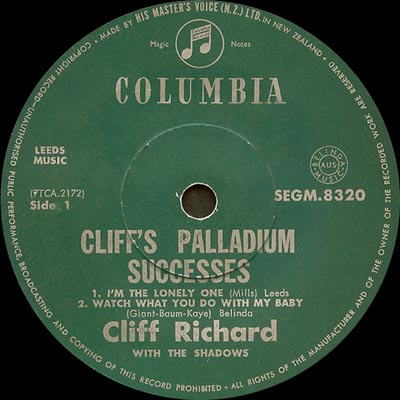 MADE BY HIS MASTER'S VOICE (N.Z.) LTD. IN NEW ZEALAND •
ALL RIGHTS OF THE MANUFACTURER AND OF THE OWNER OF THE RECORDED WORK ARE RESERVED
COPYRIGHT RECORD—UNAUTHORISED PUBLIC PERFORMANCE, BROADCASTING AND COPYING OF THIS RECORD PROHIBITED •
Magic Notes
COLUMBIA
LEEDS
MUSIC
BELINDA
AUS
MUSIC
(YTCA.2172)
Side 1
SEGM.8320
CLIFF'S PALLADIUM
SUCCESSES
1. I'M THE LONELY ONE (Mills) Leeds
2. WATCH WHAT YOU DO WITH MY BABY
(Giant-Baum-Kaye) Belinda
Cliff Richard
WITH THE SHADOWS